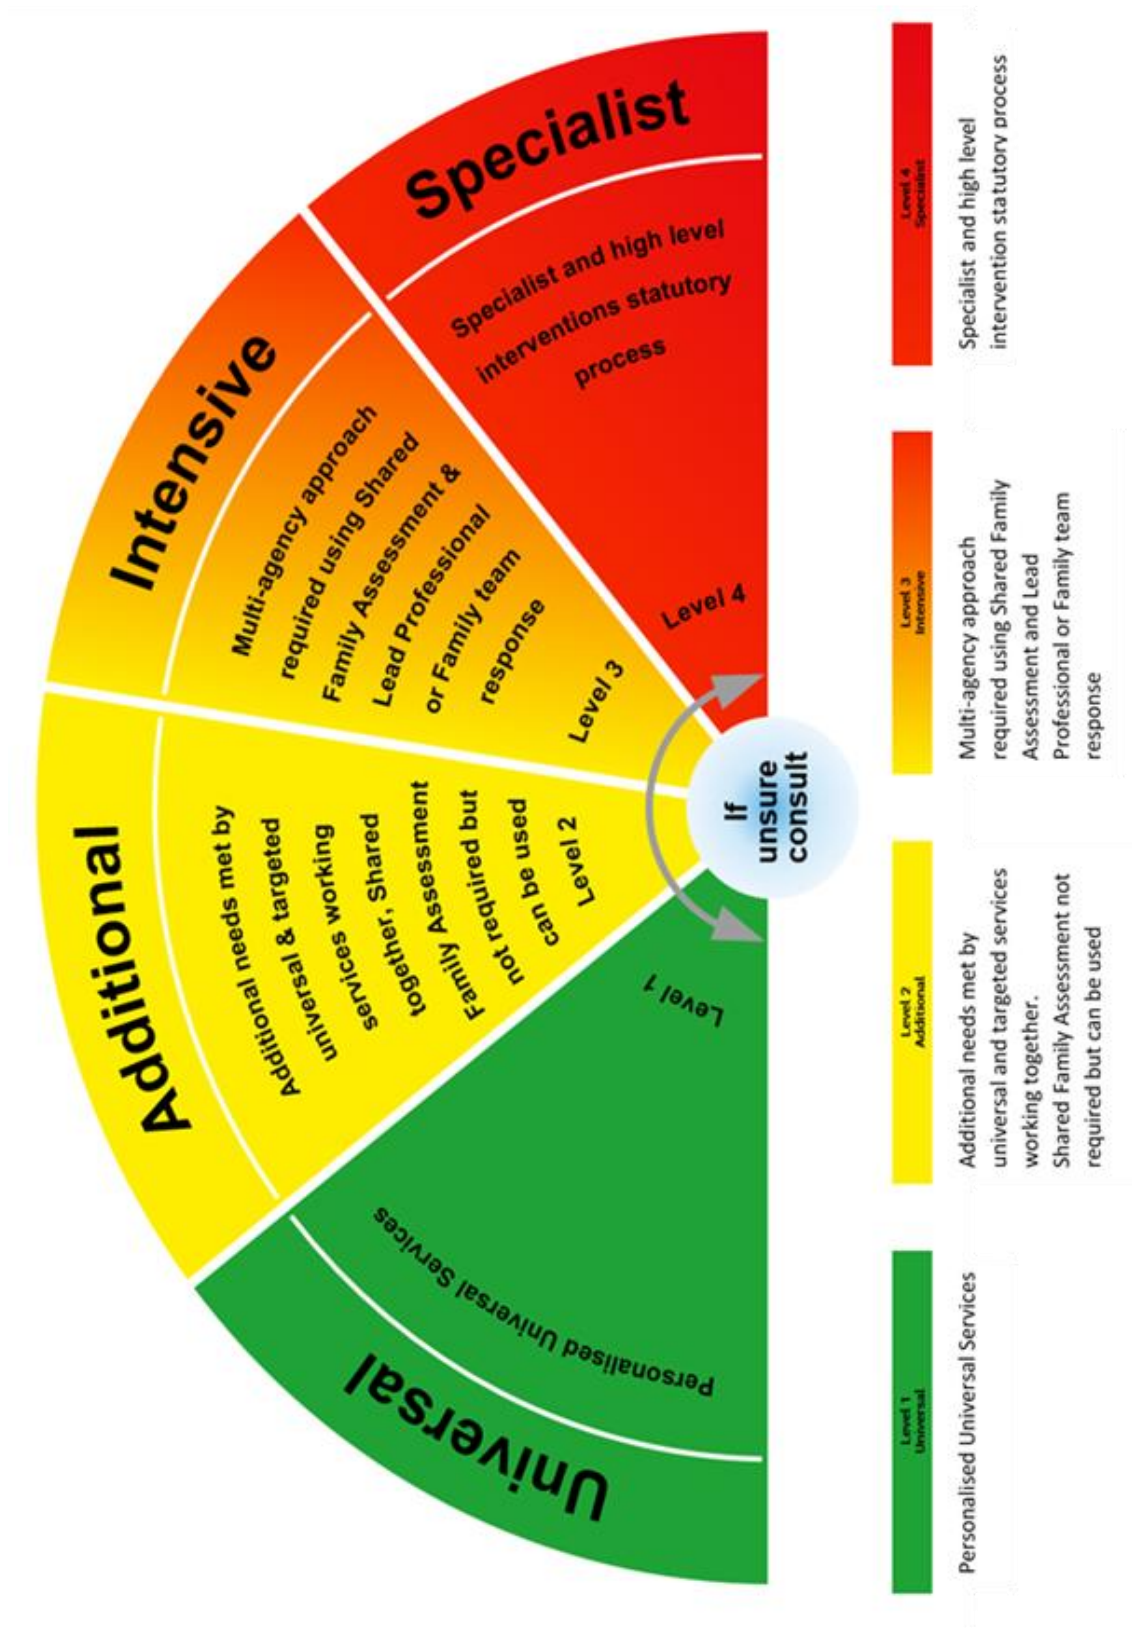 Universal
Personalised Universal Services
Level 1
Additional
Additional needs met by
universal & targeted
services working
together, Shared
Family Assessment
not required but
can be used
Level 2
Intensive
Multi-agency approach
required using Shared
Family Assessment &
Lead Professional
or Family team
response
Level 3
Specialist
Specialist and high level
interventions statutory
process
Level 4
If
unsure
consult
Level 1
Universal
Personalised Universal Services
Level 2
Additional
Additional needs met by
universal and targeted services
working together.
Shared Family Assessment not
required but can be used
Level 3
Intensive
Multi-agency approach
required using Shared Family
Assessment and Lead
Professional or Family team
response
Level 4
Specialist
Specialist and high level
intervention statutory process